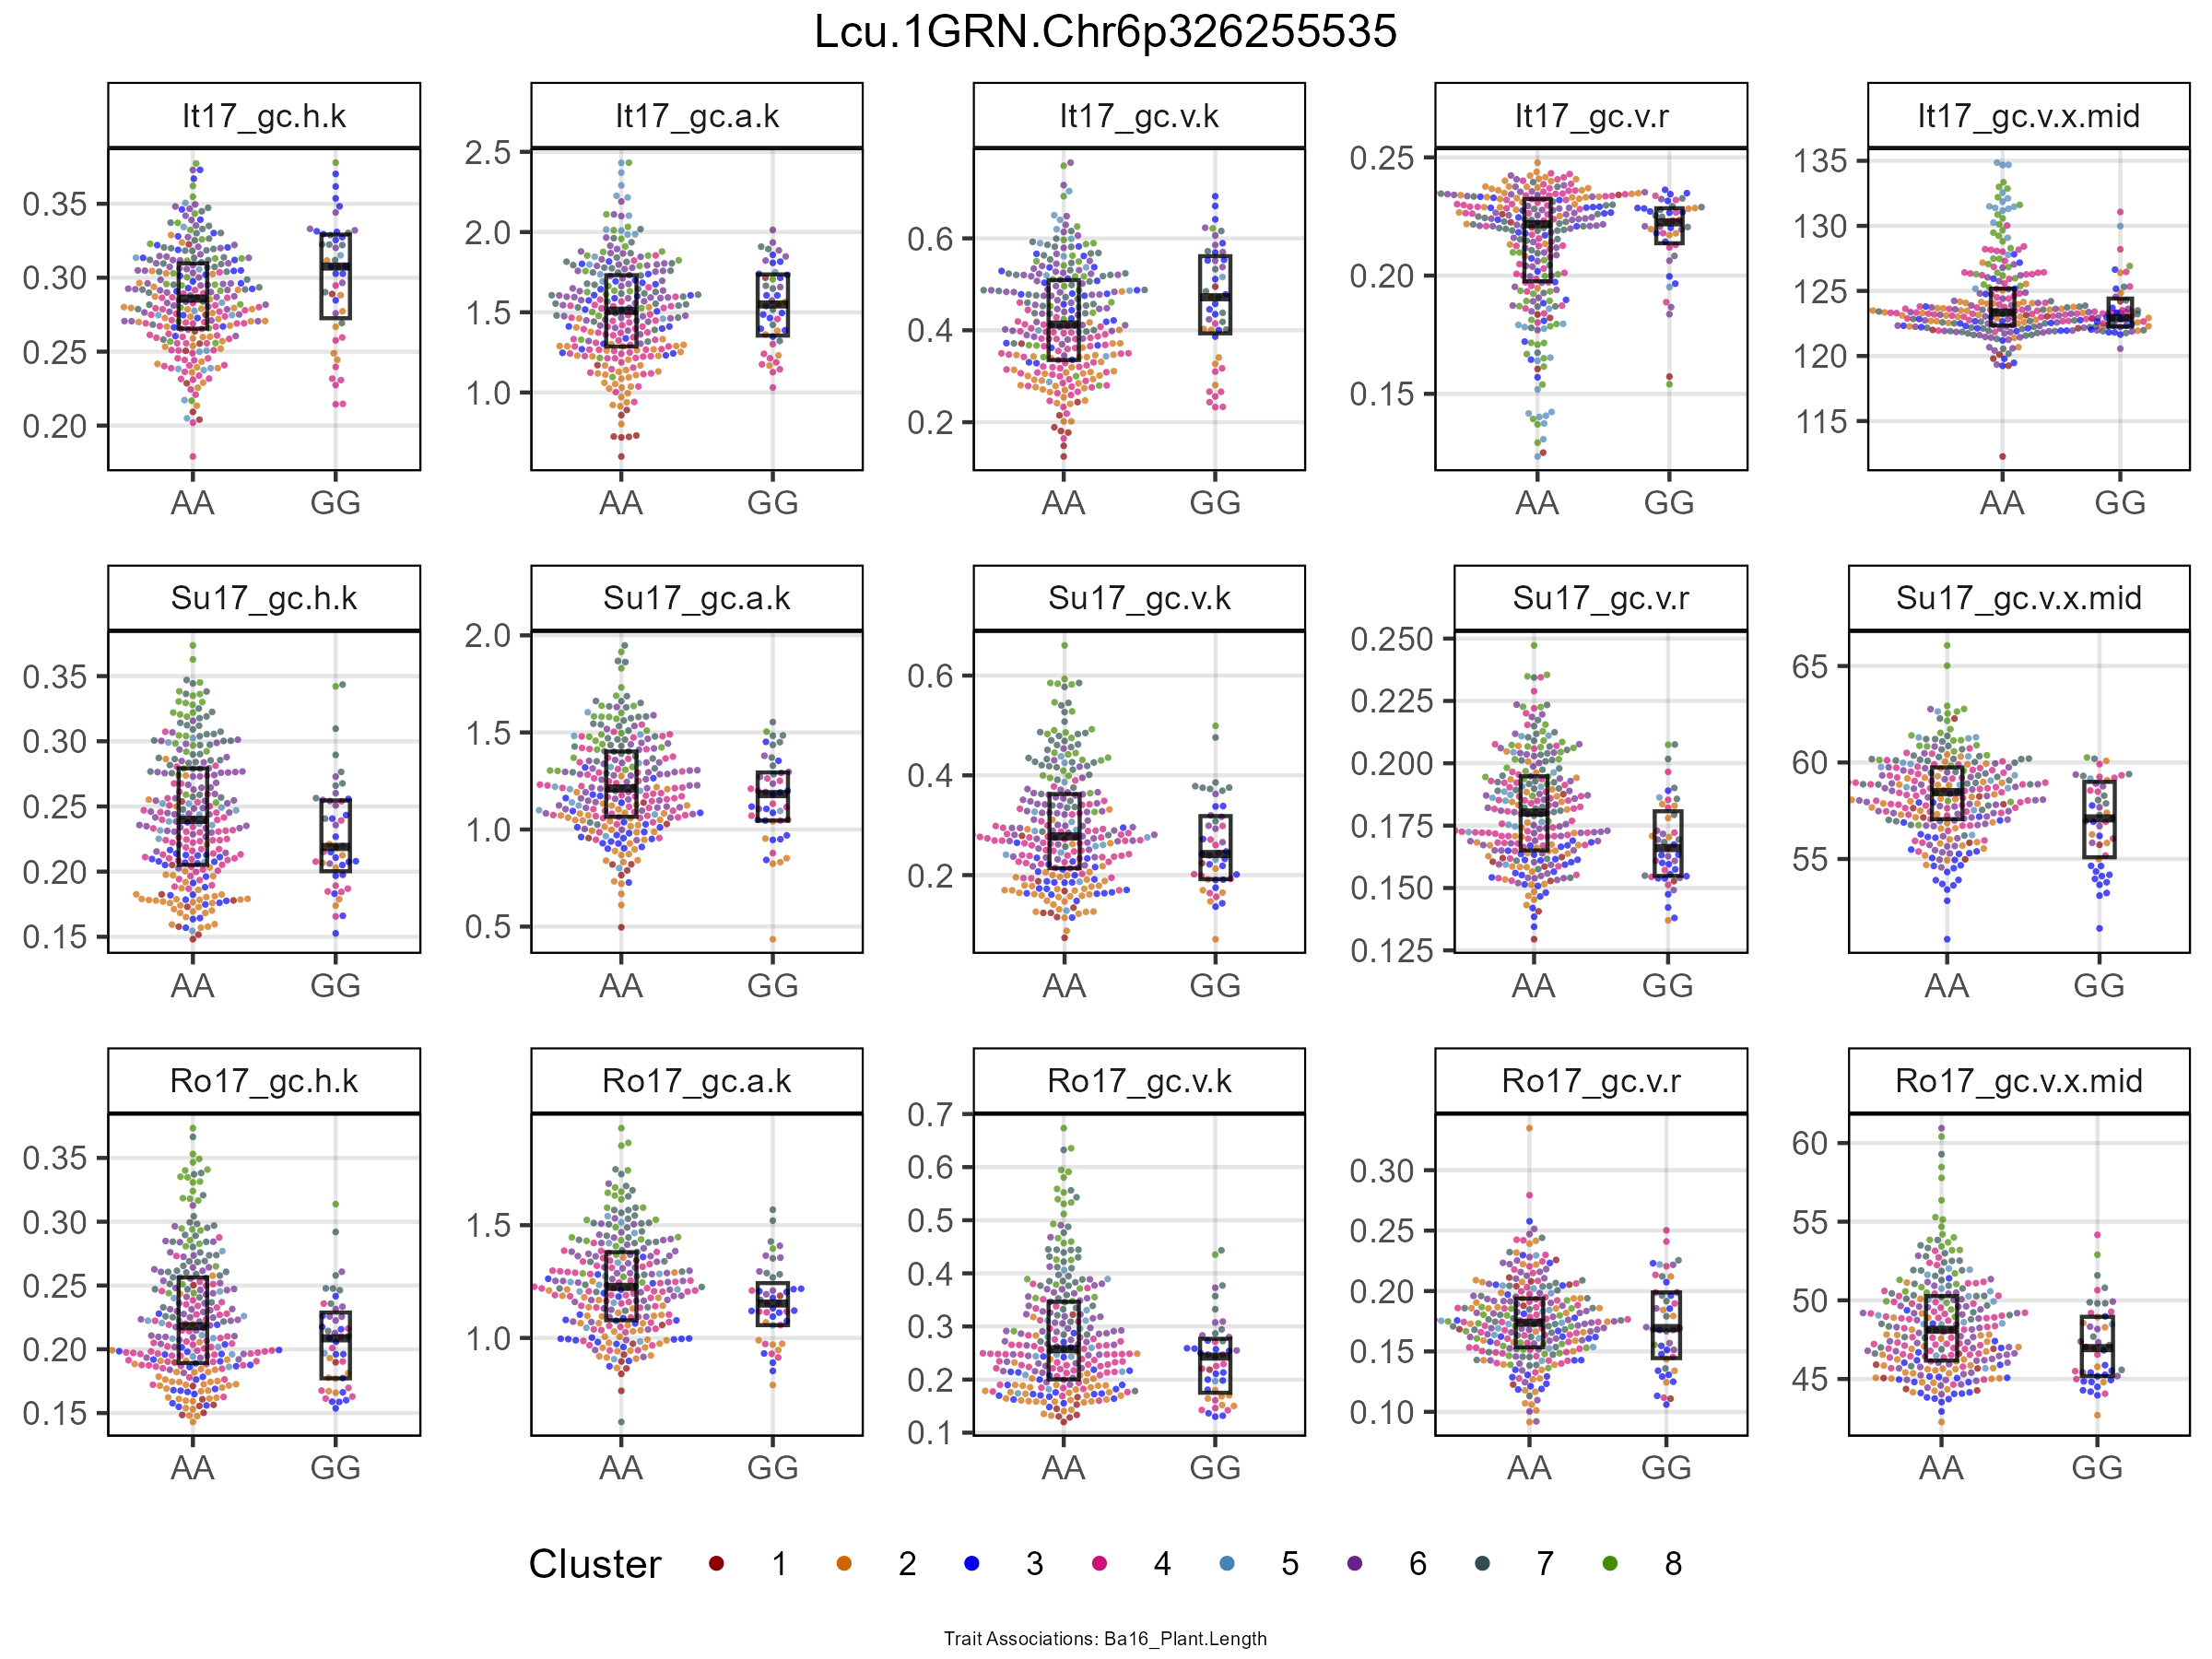 Lcu.1GRN.Chr6p326255535
It17_gc.h.k
It17_gc.a.k
It17_gc.v.k
It17_gc.v.r
It17_gc.v.x.mid
0.35
0.30
0.25
0.20
2.5
2.0
1.5
1.0
0.6
0.4
0.2
0.25
0.20
0.15
135
130
125
120
115
AA GG
AA GG
AA GG
AA GG
AA GG
Su17_gc.h.k
Su17_gc.a.k
Su17_gc.v.k
Su17_gc.v.r
Su17_gc.v.x.mid
0.35
0.30
0.25
0.20
0.15
2.0
1.5
1.0
0.5
0.6
0.4
0.2
0.250
0.225
0.200
0.175
0.150
0.125
65
60
55
AA GG
AA GG
AA GG
AA GG
AA GG
Ro17_gc.h.k
Ro17_gc.a.k
Ro17_gc.v.k
Ro17_gc.v.r
Ro17_gc.v.x.mid
0.35
0.30
0.25
0.20
0.15
1.5
1.0
0.7
0.6
0.5
0.4
0.3
0.2
0.1
0.30
0.25
0.20
0.15
0.10
60
55
50
45
AA GG
AA GG
AA GG
AA GG
AA GG
Cluster 1 2 3 4 5 6 7 8
Trait Associations: Ba16_Plant.Length